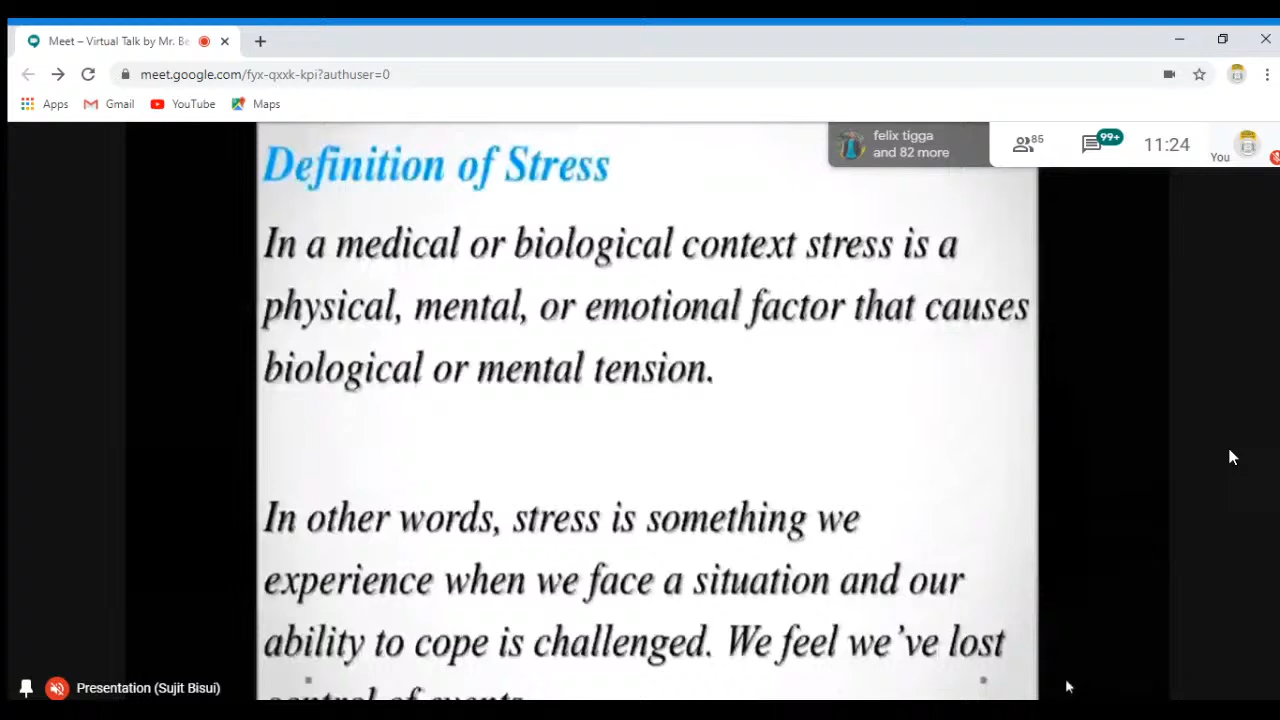 Meet – Virtual Talk by Mr. Be
meet.google.com/fyx-qxxk-kpi?authuser=0
Apps Gmail YouTube Maps
felix tigga
and 82 more
85
99+
11:24
You
Definition of Stress
In a medical or biological context stress is a
physical, mental, or emotional factor that causes
biological or mental tension.
In other words, stress is something we
experience when we face a situation and our
ability to cope is challenged. We feel we’ve lost
control of events
Presentation (Sujit Bisui)